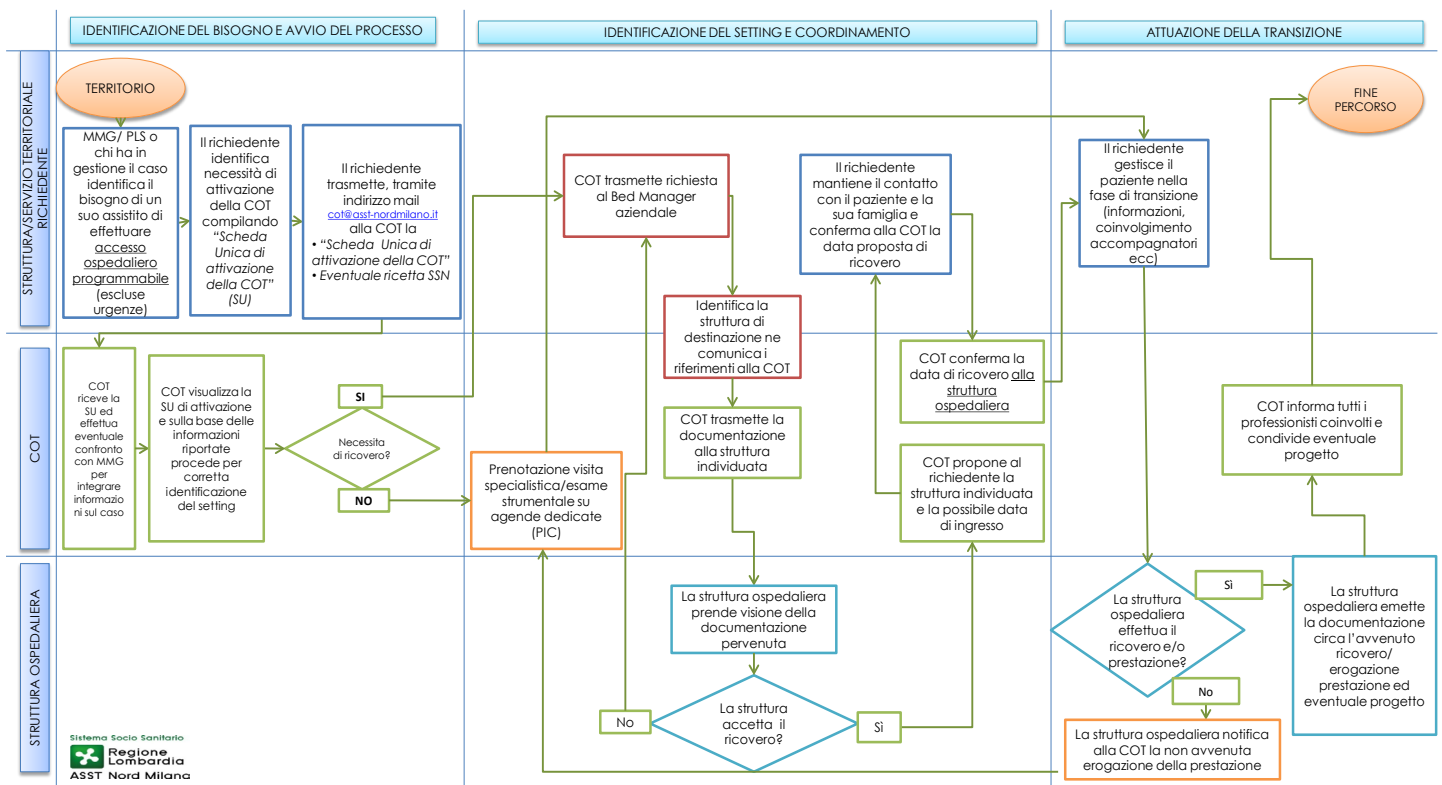 IDENTIFICAZIONE DEL BISOGNO E AVVIO DEL PROCESSO
IDENTIFICAZIONE DEL SETTING E COORDINAMENTO
ATTUAZIONE DELLA TRANSIZIONE
STRUTTURA/SERVIZIO TERRITORIALE
RICHIEDENTE
TERRITORIO
MMG/ PLS o
chi ha in
gestione il caso
identifica il
bisogno di un
suo assistito di
effettuare
accesso
ospedaliero
programmabile
(escluse
urgenze)
Il richiedente
identifica
necessità di
attivazione
della COT
compilando
"Scheda
Unica di
attivazione
della COT"
(SU)
Il richiedente
trasmette, tramite
indirizzo mail
cot@asst-nordmilano.it
alla COT la
• "Scheda Unica di
attivazione della COT"
• Eventuale ricetta SSN
COT trasmette richiesta
al Bed Manager
aziendale
Identifica la
struttura di
destinazione ne
comunica i
riferimenti alla COT
Il richiedente
mantiene il contatto
con il paziente e la
sua famiglia e
conferma alla COT la
data proposta di
ricovero
Il richiedente
gestisce il
paziente nella
fase di transizione
(informazioni,
coinvolgimento
accompagnatori
ecc)
FINE
PERCORSO
COT
COT
riceve la
SU ed
effettua
eventuale
confronto
con MMG
per
integrare
informazio
ni sul caso
COT visualizza la
SU di attivazione
e sulla base delle
informazioni
riportate
procede per
corretta
identificazione
del setting
SI
Necessita
di ricovero?
NO
Prenotazione visita
specialistica/esame
strumentale su
agende dedicate
(PIC)
COT trasmette la
documentazione
alla struttura
individuata
COT conferma la
data di ricovero alla
struttura
ospedaliera
COT propone al
richiedente la
struttura individuata
e la possibile data
di ingresso
COT informa tutti i
professionisti coinvolti e
condivide eventuale
progetto
STRUTTURA OSPEDALIERA
La struttura ospedaliera
prende visione della
documentazione
pervenuta
No
La struttura
accetta il
ricovero?
Sì
La struttura
ospedaliera
effettua il
ricovero e/o
prestazione?
Sì
No
La struttura
ospedaliera emette
la documentazione
circa l'avvenuto
ricovero/
erogazione
prestazione ed
eventuale progetto
La struttura ospedaliera notifica
alla COT la non avvenuta
erogazione della prestazione
Sistema Socio Sanitario
Regione
Lombardia
ASST Nord Milano